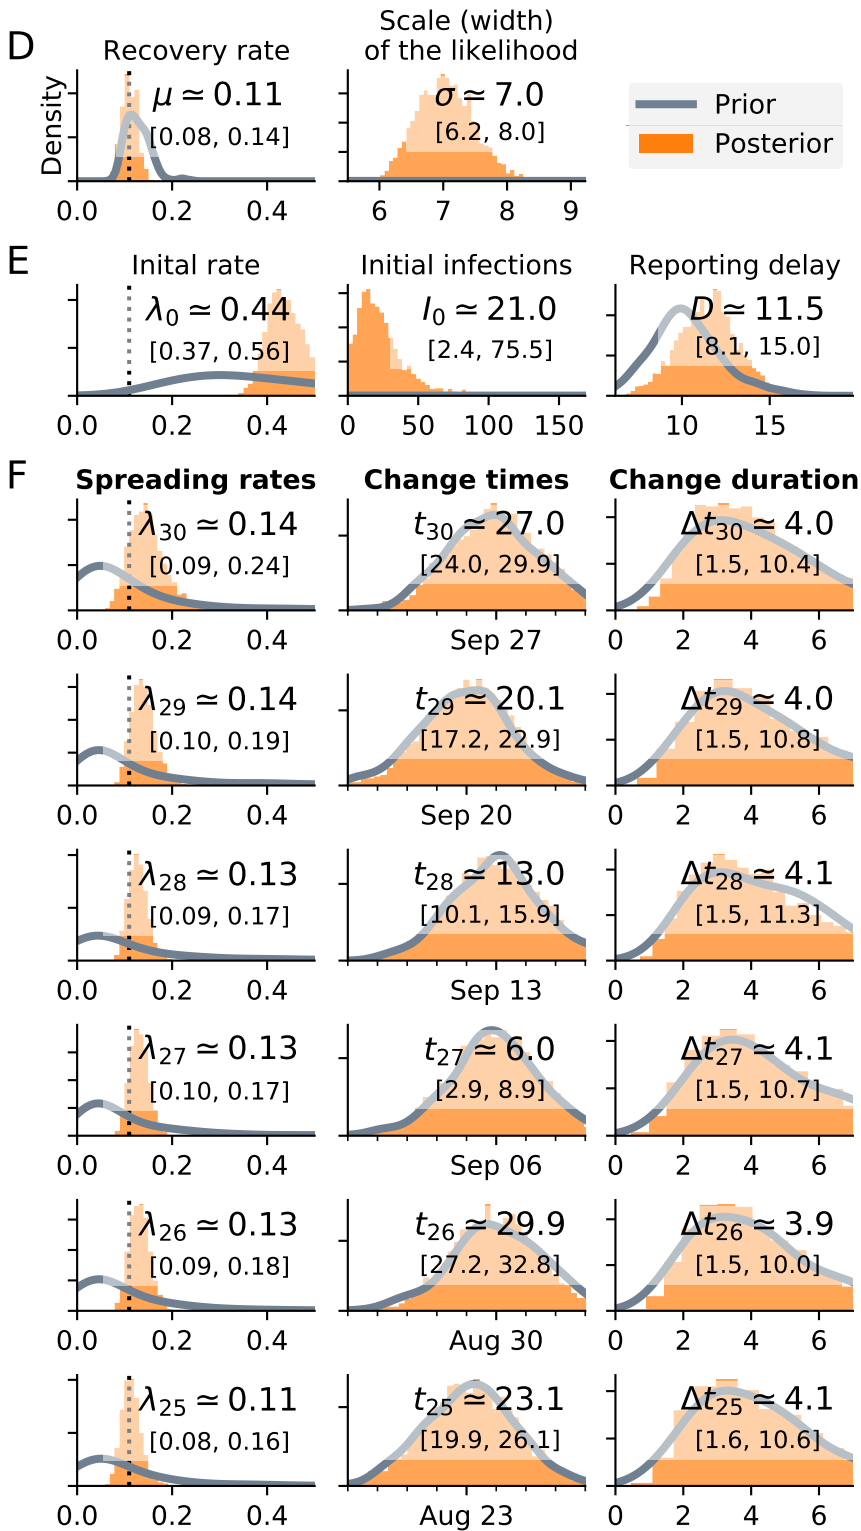 D
Recovery rate
Scale (width)
of the likelihood
Density
μ ≃ 0.11
[0.08, 0.14]
0.0 0.2 0.4
σ ≃ 7.0
[6.2, 8.0]
6 7 8 9
Prior
Posterior
E
Inital rate
λ0 ≃ 0.44
[0.37, 0.56]
0.0 0.2 0.4
Initial infections
I0 ≃ 21.0
[2.4, 75.5]
0 50 100 150
Reporting delay
D ≃ 11.5
[8.1, 15.0]
10 15
F
Spreading rates Change times Change duration
λ30 ≃ 0.14
[0.09, 0.24]
0.0 0.2 0.4
t30 ≃ 27.0
[24.0, 29.9]
Sep 27
Δt30 ≃ 4.0
[1.5, 10.4]
0 2 4 6
λ29 ≃ 0.14
[0.10, 0.19]
0.0 0.2 0.4
t29 ≃ 20.1
[17.2, 22.9]
Sep 20
Δt29 ≃ 4.0
[1.5, 10.8]
0 2 4 6
λ28 ≃ 0.13
[0.09, 0.17]
0.0 0.2 0.4
t28 ≃ 13.0
[10.1, 15.9]
Sep 13
Δt28 ≃ 4.1
[1.5, 11.3]
0 2 4 6
λ27 ≃ 0.13
[0.10, 0.17]
0.0 0.2 0.4
t27 ≃ 6.0
[2.9, 8.9]
Sep 06
Δt27 ≃ 4.1
[1.5, 10.7]
0 2 4 6
λ26 ≃ 0.13
[0.09, 0.18]
0.0 0.2 0.4
t26 ≃ 29.9
[27.2, 32.8]
Aug 30
Δt26 ≃ 3.9
[1.5, 10.0]
0 2 4 6
λ25 ≃ 0.11
[0.08, 0.16]
0.0 0.2 0.4
t25 ≃ 23.1
[19.9, 26.1]
Aug 23
Δt25 ≃ 4.1
[1.6, 10.6]
0 2 4 6